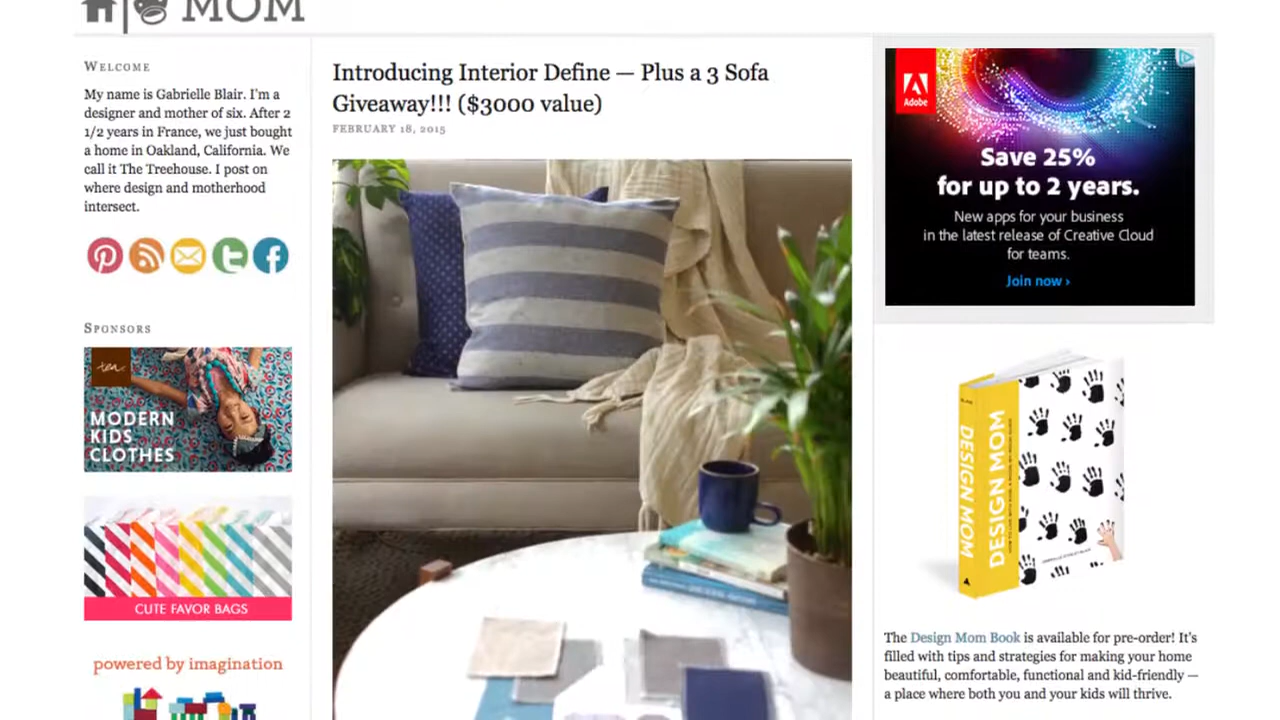 MOM
Welcome
My name is Gabrielle Blair. I'm a
designer and mother of six. After 2
1/2 years in France, we just bought
a home in Oakland, California. We
call it The Treehouse. I post on
where design and motherhood
intersect.
Sponsors
tea
MODERN
KIDS
CLOTHES
CUTE FAVOR BAGS
powered by imagination
Introducing Interior Define — Plus a 3 Sofa
Giveaway!!! ($3000 value)
FEBRUARY 18, 2015
Adobe
Save 25%
for up to 2 years.
New apps for your business
in the latest release of Creative Cloud
for teams.
Join now ›
DESIGN MOM
DESIGN MOM
The Design Mom Book is available for pre-order! It's
filled with tips and strategies for making your home
beautiful, comfortable, functional and kid-friendly —
a place where both you and your kids will thrive.